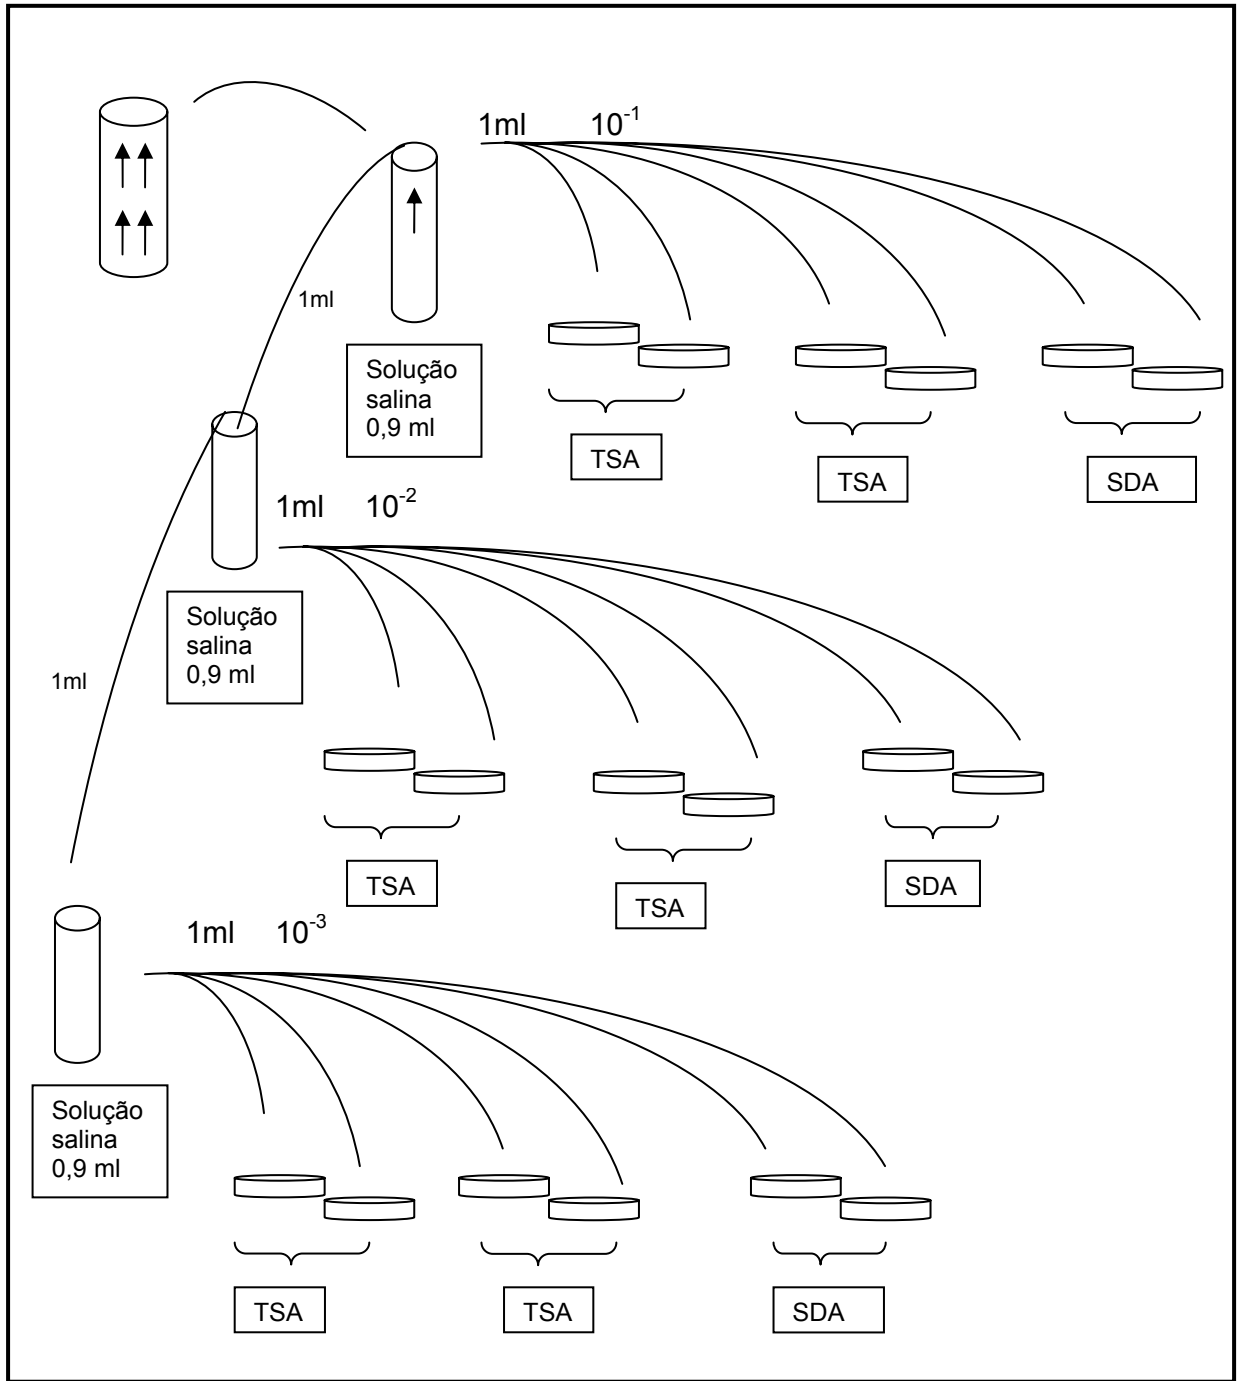 1ml 10⁻¹
1ml
Solução
salina
0,9 ml
TSA
TSA
SDA
1ml 10⁻²
Solução
salina
0,9 ml
1ml
TSA
TSA
SDA
1ml 10⁻³
Solução
salina
0,9 ml
TSA
TSA
SDA